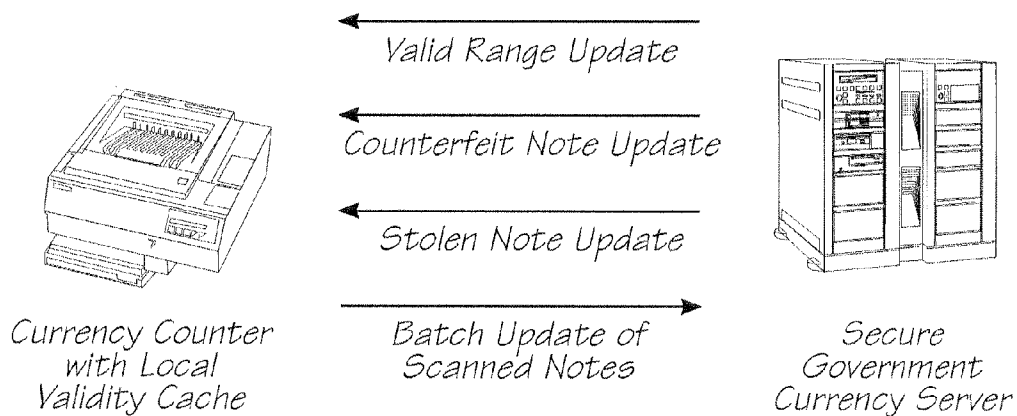 Valid Range Update
Counterfeit Note Update
Stolen Note Update
Currency Counter
with Local
Validity Cache
Batch Update of
Scanned Notes
Secure
Government
Currency Server